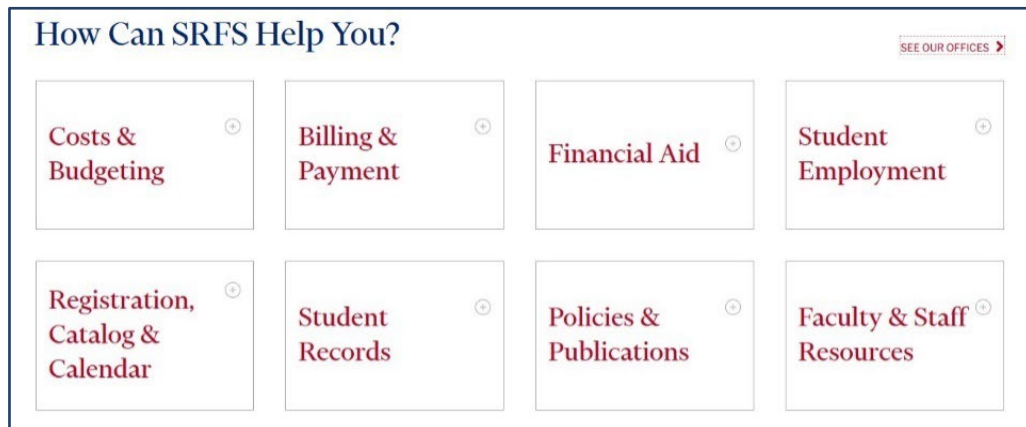 How Can SRFS Help You?
SEE OUR OFFICES
Costs &
Budgeting
Billing &
Payment
Financial Aid
Student
Employment
Registration,
Catalog &
Calendar
Student
Records
Policies &
Publications
Faculty & Staff
Resources